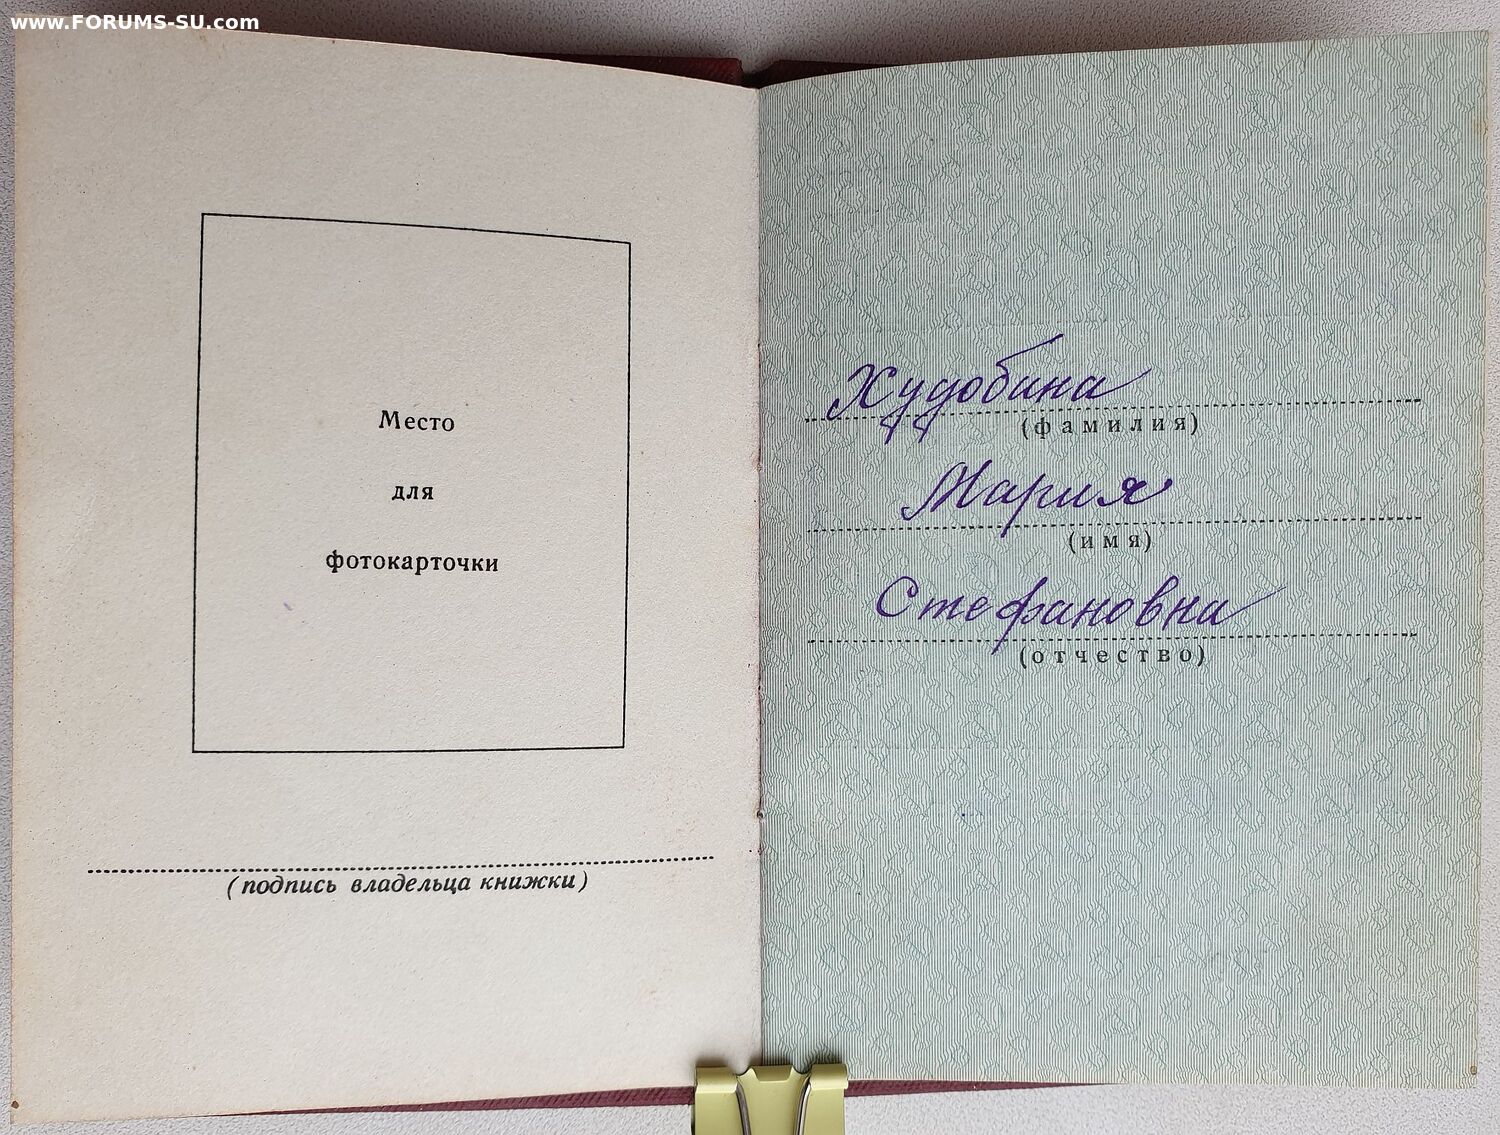 www.FORUMS-SU.com
Место
для
фотокарточки
(подпись владельца книжки)
Худобина
(фамилия)
Мария
(имя)
Стефановна
(отчество)